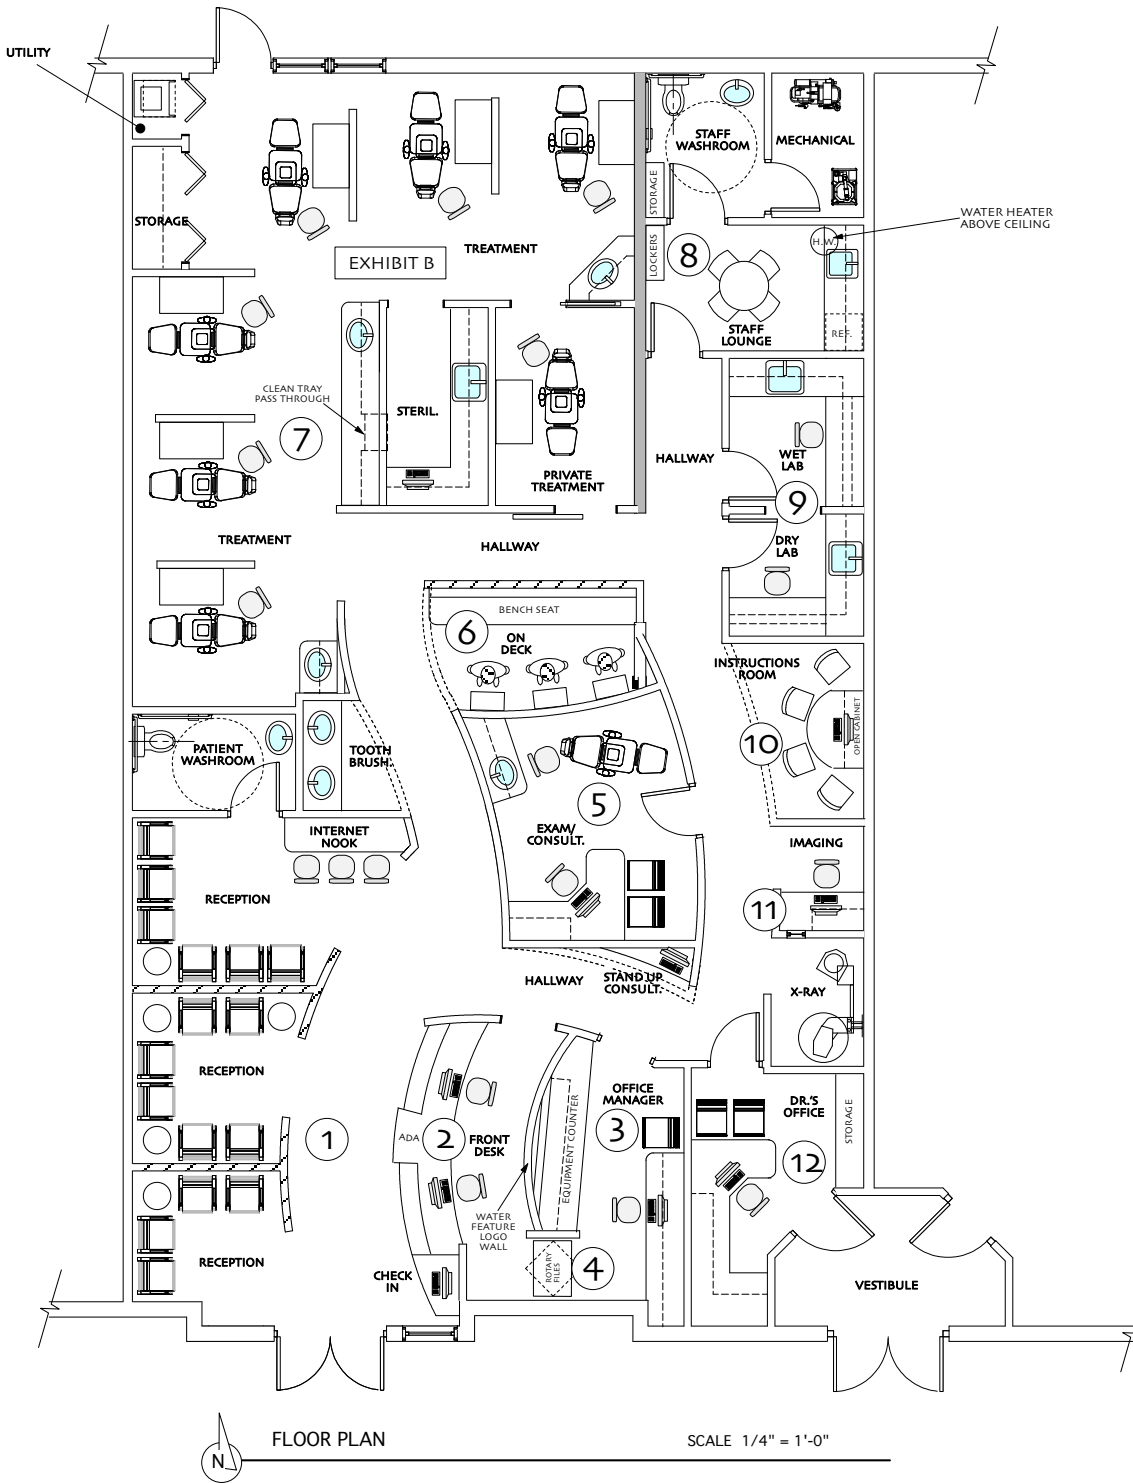 UTILITY
STAFF
WASHROOM
MECHANICAL
STORAGE
STORAGE
WATER HEATER
ABOVE CEILING
H.W.
LOCKERS
8
TREATMENT
EXHIBIT B
STAFF
LOUNGE
REF.
CLEAN TRAY
PASS THROUGH
STERIL.
7
PRIVATE
TREATMENT
HALLWAY
WET
LAB
9
DRY
LAB
TREATMENT
HALLWAY
BENCH SEAT
6
ON
DECK
INSTRUCTIONS
ROOM
OPEN CABINET
10
PATIENT
WASHROOM
TOOTH
BRUSH.
5
EXAM/
CONSULT.
INTERNET
NOOK
IMAGING
11
RECEPTION
HALLWAY
STAND UP
CONSULT.
X-RAY
RECEPTION
OFFICE
MANAGER
3
DR.'S
OFFICE
STORAGE
1
ADA
2
FRONT
DESK
EQUIPMENT COUNTER
12
WATER
FEATURE
LOGO
WALL
RECEPTION
CHECK
IN
ROTARY
FILES
4
VESTIBULE
N
FLOOR PLAN
SCALE 1/4" = 1'-0"